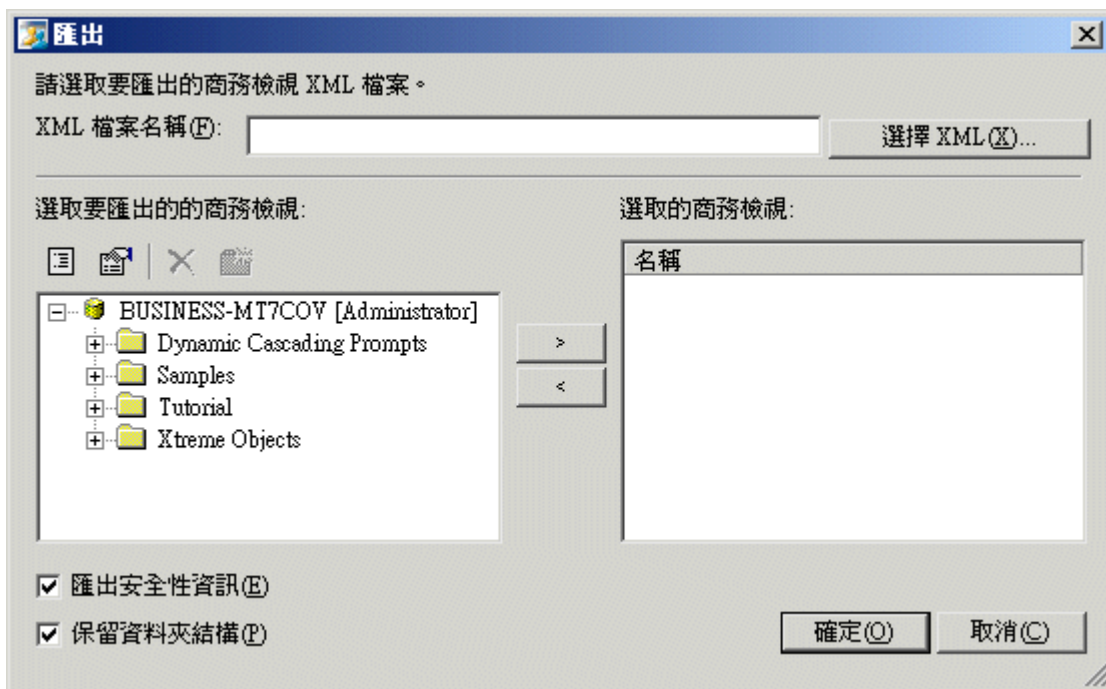 匯出
請選取要匯出的商務檢視 XML 檔案。
XML 檔案名稱(F):
選擇 XML(X)...
選取要匯出的的商務檢視:
選取的商務檢視:
名稱
BUSINESS-MT7COV [Administrator]
Dynamic Cascading Prompts
Samples
Tutorial
Xtreme Objects
>
<
匯出安全性資訊(E)
保留資料夾結構(P)
確定(O)
取消(C)